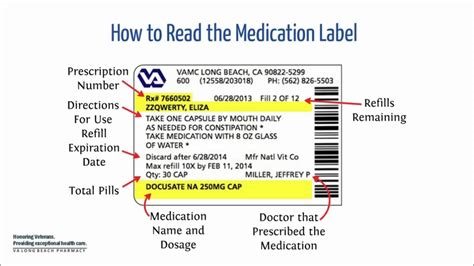 How to Read the Medication Label
VAMC LONG BEACH, CA 90822-5299
600 (12558/203018) PH: (562) 826-5503
Rx# 7660502 06/28/2013 Fill 2 OF 12
ZZQWERTY, ELIZA
TAKE ONE CAPSULE BY MOUTH DAILY
AS NEEDED FOR CONSTIPATION *
TAKE MEDICATION WITH 8 OZ GLASS
OF WATER *
Discard after 6/28/2014 Mfr Natl Vit Co
Max refill 10X by FEB 11, 2014
Qty: 30 CAP MILLER, JEFFREY P
DOCUSATE NA 250MG CAP
Prescription
Number
Directions
For Use
Refill
Expiration
Date
Total Pills
Refills
Remaining
Medication
Name and
Dosage
Doctor that
Prescribed the
Medication
Honoring Veterans.
Providing exceptional health care.
VA LONG BEACH PHARMACY
VA